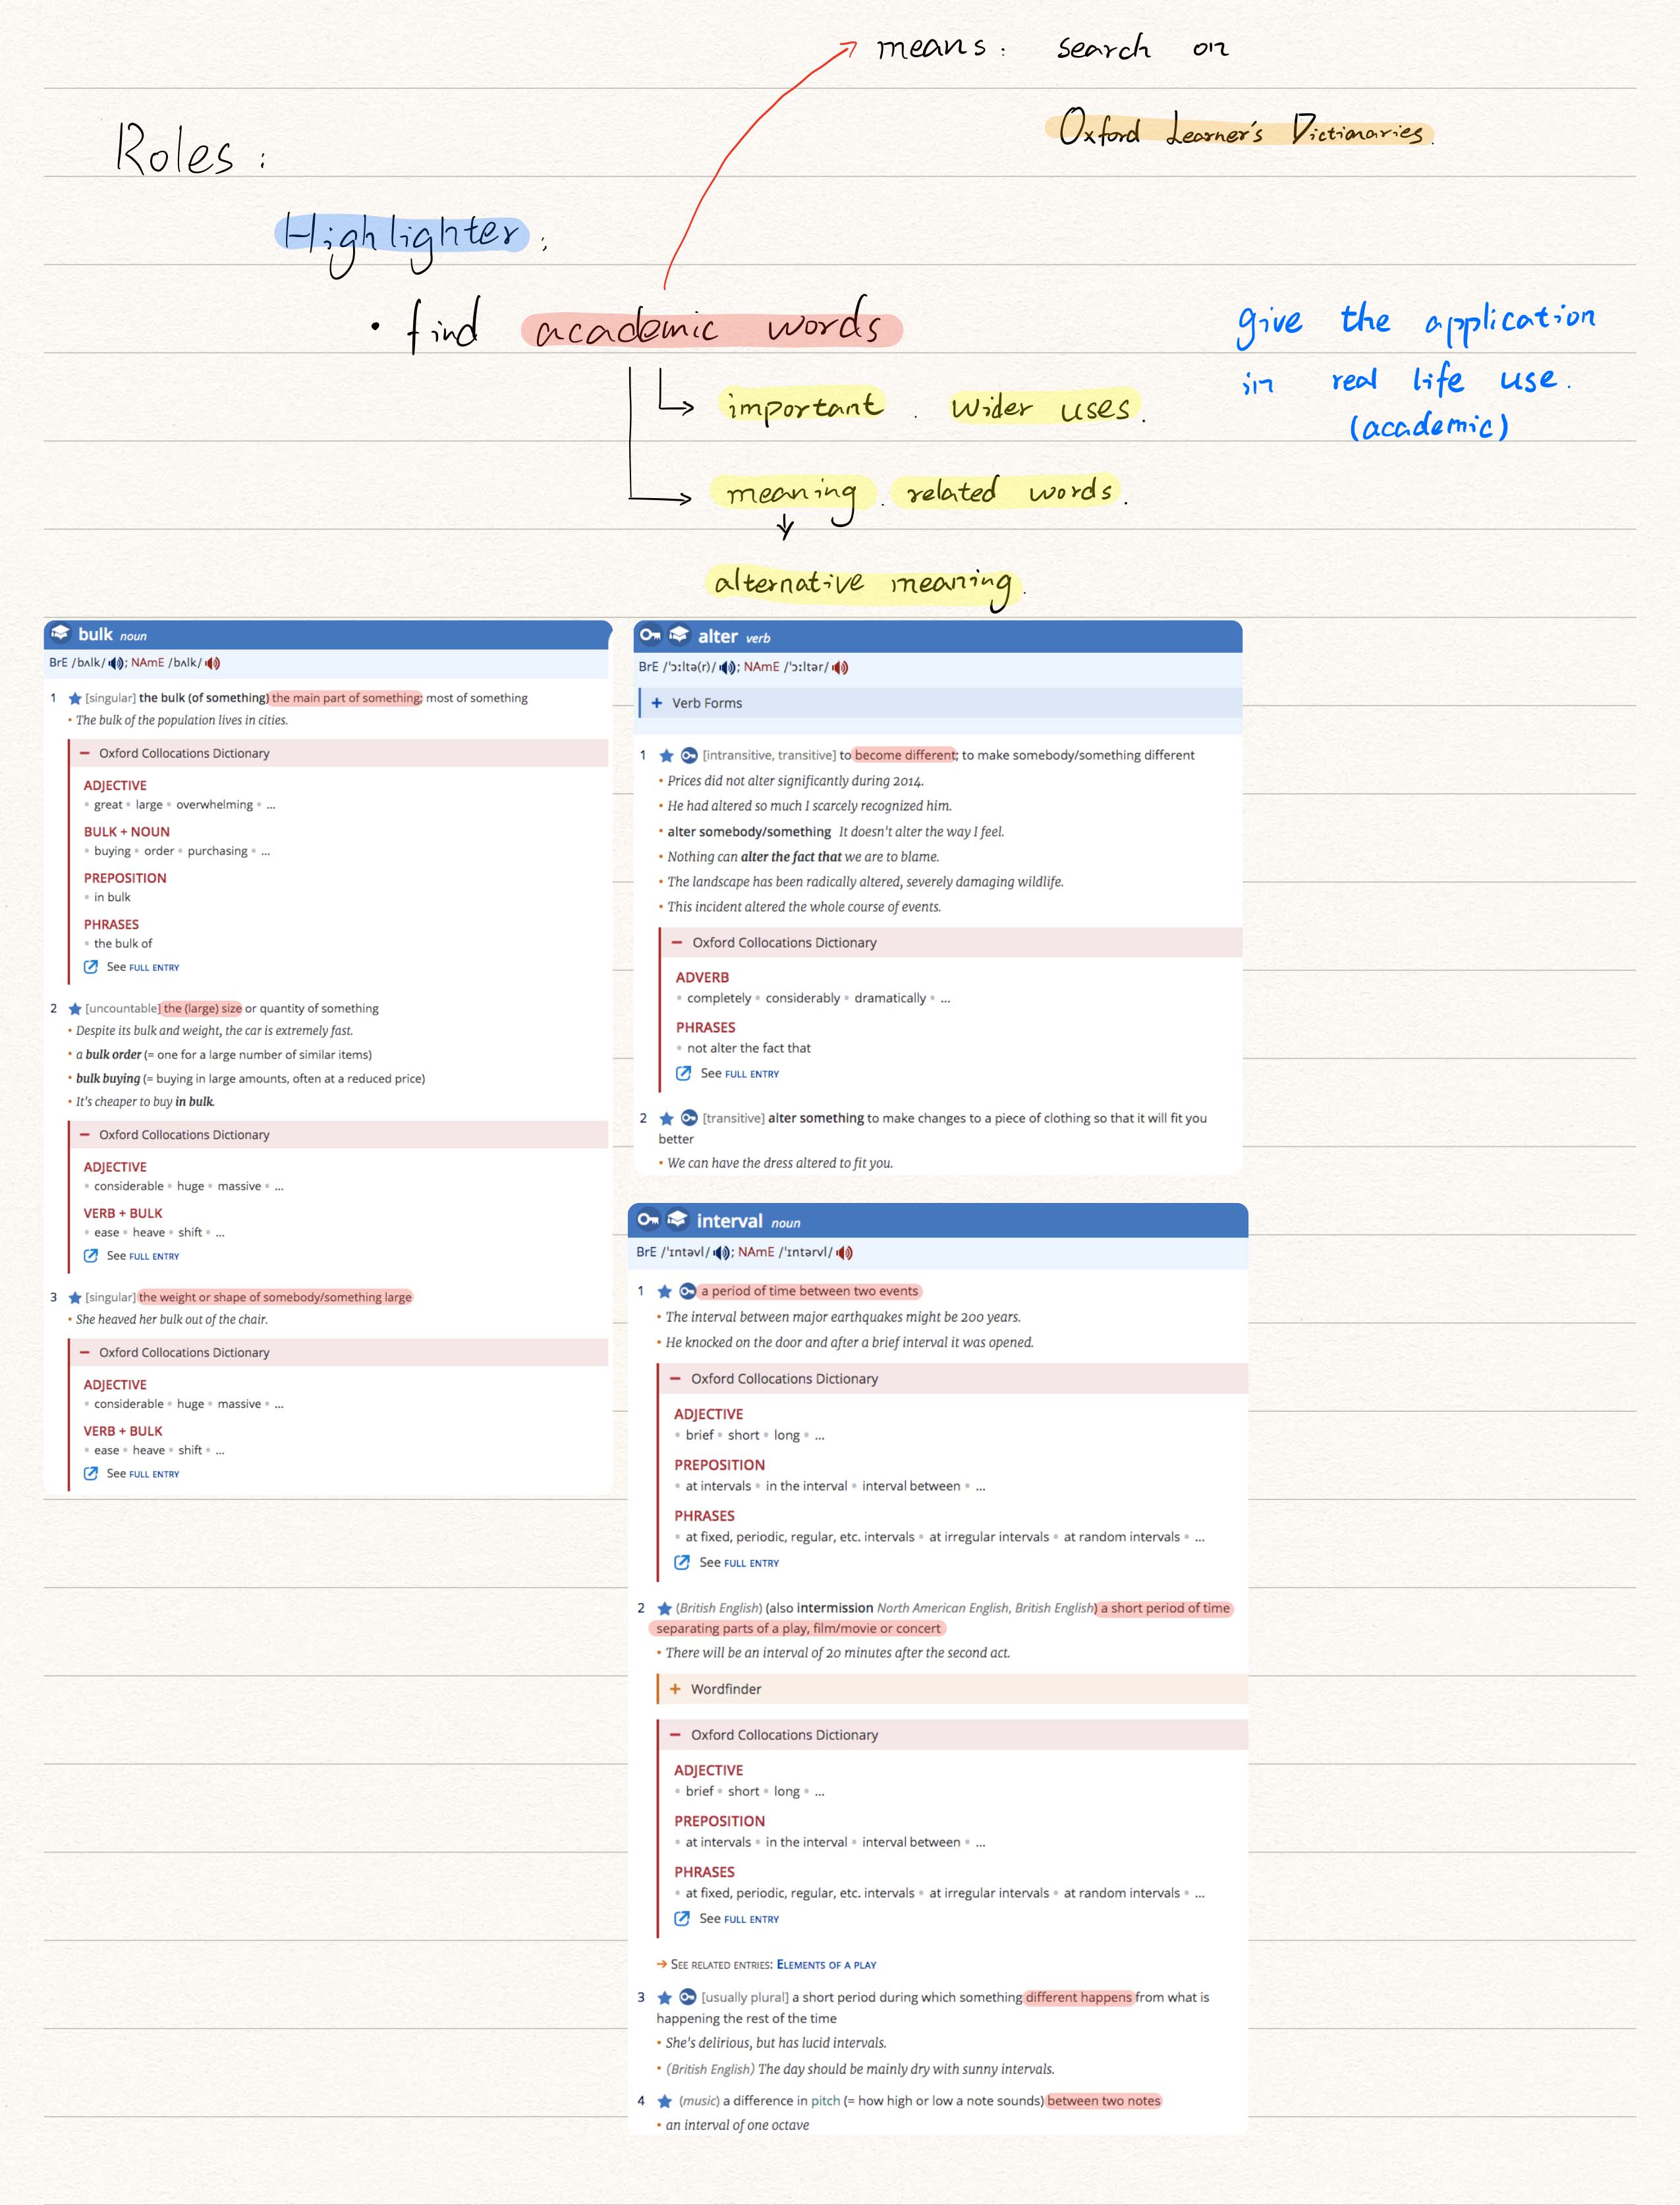 means: search on
Oxford Learner's Dictionaries.
Roles:
Highlighter:
• find academic words
important. Wider uses.
meaning. related words.
alternative meaning.
give the application
in real life use.
(academic)
bulk noun
BrE /bʌlk/; NAmE /bʌlk/
1 [singular] the bulk (of something) the main part of something; most of something
• The bulk of the population lives in cities.
− Oxford Collocations Dictionary
ADJECTIVE
• great • large • overwhelming • ...
BULK + NOUN
• buying • order • purchasing • ...
PREPOSITION
• in bulk
PHRASES
• the bulk of
See FULL ENTRY
2 [uncountable] the (large) size or quantity of something
• Despite its bulk and weight, the car is extremely fast.
• a bulk order (= one for a large number of similar items)
• bulk buying (= buying in large amounts, often at a reduced price)
• It's cheaper to buy in bulk.
− Oxford Collocations Dictionary
ADJECTIVE
• considerable • huge • massive • ...
VERB + BULK
• ease • heave • shift • ...
See FULL ENTRY
3 [singular] the weight or shape of somebody/something large
• She heaved her bulk out of the chair.
− Oxford Collocations Dictionary
ADJECTIVE
• considerable • huge • massive • ...
VERB + BULK
• ease • heave • shift • ...
See FULL ENTRY
alter verb
BrE /ˈɔːltə(r)/; NAmE /ˈɔːltər/
+ Verb Forms
1 [intransitive, transitive] to become different; to make somebody/something different
• Prices did not alter significantly during 2014.
• He had altered so much I scarcely recognized him.
• alter somebody/something It doesn't alter the way I feel.
• Nothing can alter the fact that we are to blame.
• The landscape has been radically altered, severely damaging wildlife.
• This incident altered the whole course of events.
− Oxford Collocations Dictionary
ADVERB
• completely • considerably • dramatically • ...
PHRASES
• not alter the fact that
See FULL ENTRY
2 [transitive] alter something to make changes to a piece of clothing so that it will fit you
better
• We can have the dress altered to fit you.
interval noun
BrE /ˈɪntəvl/; NAmE /ˈɪntərvl/
1 a period of time between two events
• The interval between major earthquakes might be 200 years.
• He knocked on the door and after a brief interval it was opened.
− Oxford Collocations Dictionary
ADJECTIVE
• brief • short • long • ...
PREPOSITION
• at intervals • in the interval • interval between • ...
PHRASES
• at fixed, periodic, regular, etc. intervals • at irregular intervals • at random intervals • ...
See FULL ENTRY
2 (British English) (also intermission North American English, British English) a short period of time
separating parts of a play, film/movie or concert
• There will be an interval of 20 minutes after the second act.
+ Wordfinder
− Oxford Collocations Dictionary
ADJECTIVE
• brief • short • long • ...
PREPOSITION
• at intervals • in the interval • interval between • ...
PHRASES
• at fixed, periodic, regular, etc. intervals • at irregular intervals • at random intervals • ...
See FULL ENTRY
→ SEE RELATED ENTRIES: ELEMENTS OF A PLAY
3 [usually plural] a short period during which something different happens from what is
happening the rest of the time
• She's delirious, but has lucid intervals.
• (British English) The day should be mainly dry with sunny intervals.
4 (music) a difference in pitch (= how high or low a note sounds) between two notes
• an interval of one octave